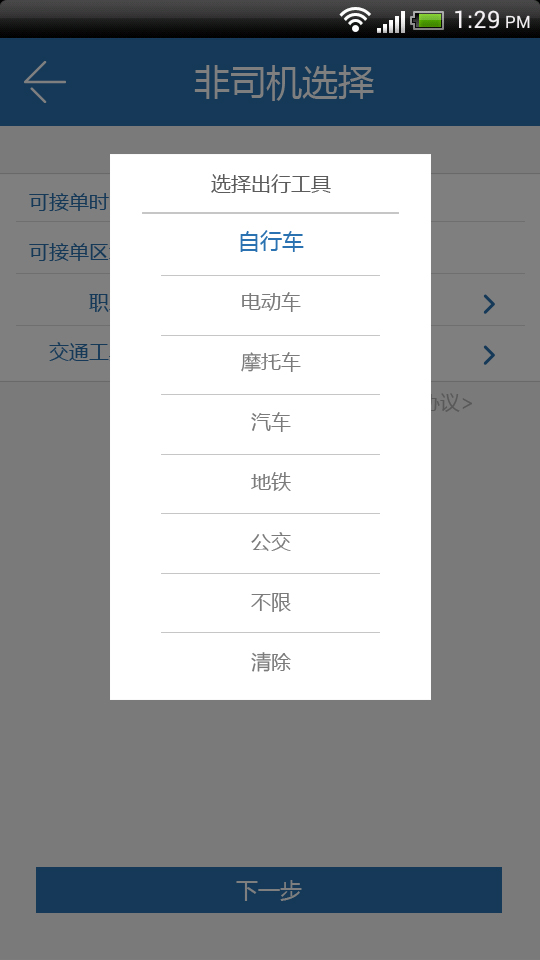 1:29 PM
非司机选择
选择出行工具
可接单时
自行车
可接单区
电动车
职
交通工
摩托车
汽车
协议>
地铁
公交
不限
清除
下一步